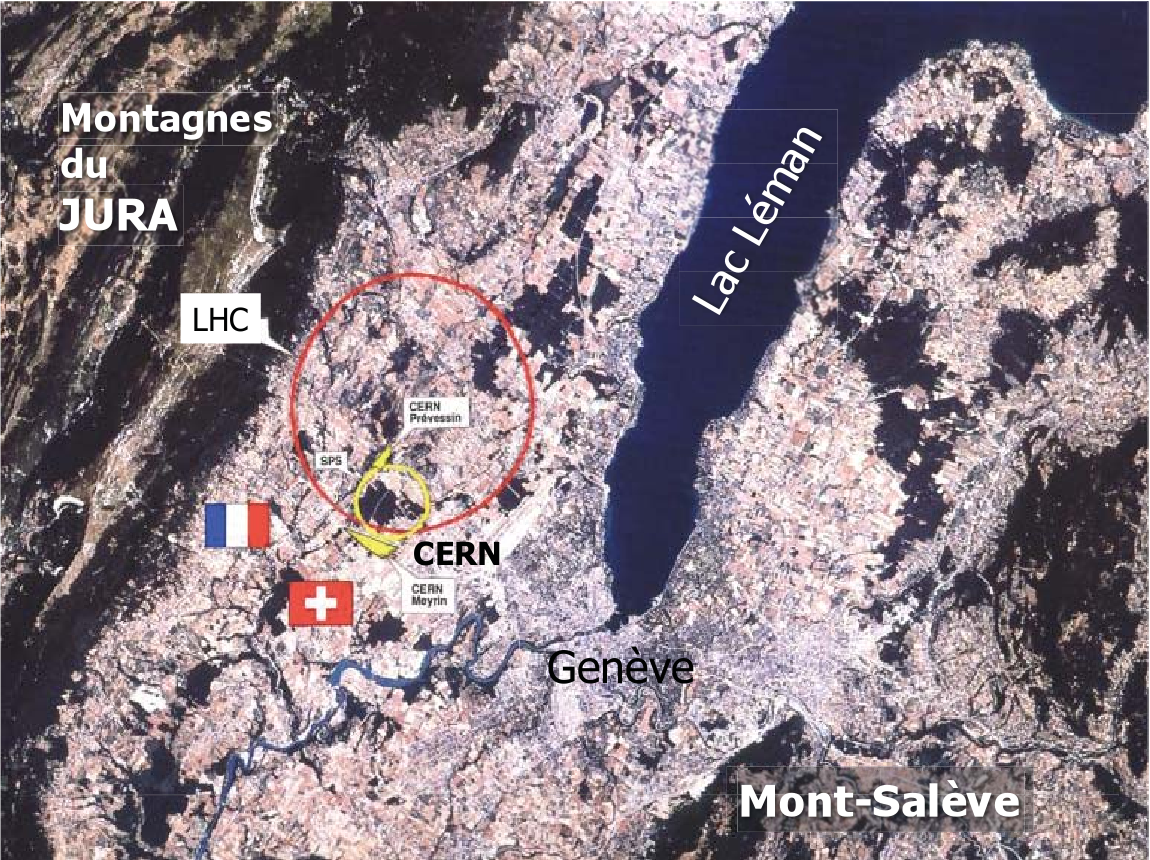 Montagnes
du
JURA
Lac Léman
LHC
CERN
Prévessin
SPS
CERN
CERN
Meyrin
Genève
Mont-Salève